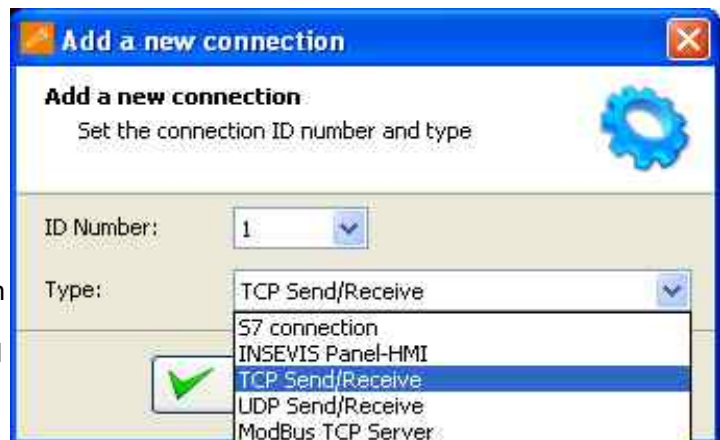 Add a new connection
Add a new connection
Set the connection ID number and type
ID Number: 1
Type: TCP Send/Receive
S7 connection
INSEVIS Panel-HMI
TCP Send/Receive
UDP Send/Receive
ModBus TCP Server